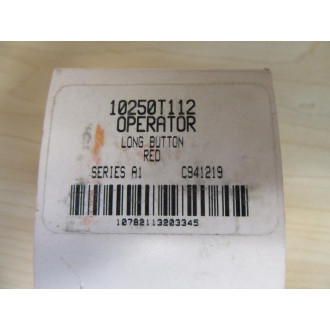 10250T112
OPERATOR
LONG BUTTON
RED
SERIES A1 C941219
10782113203345